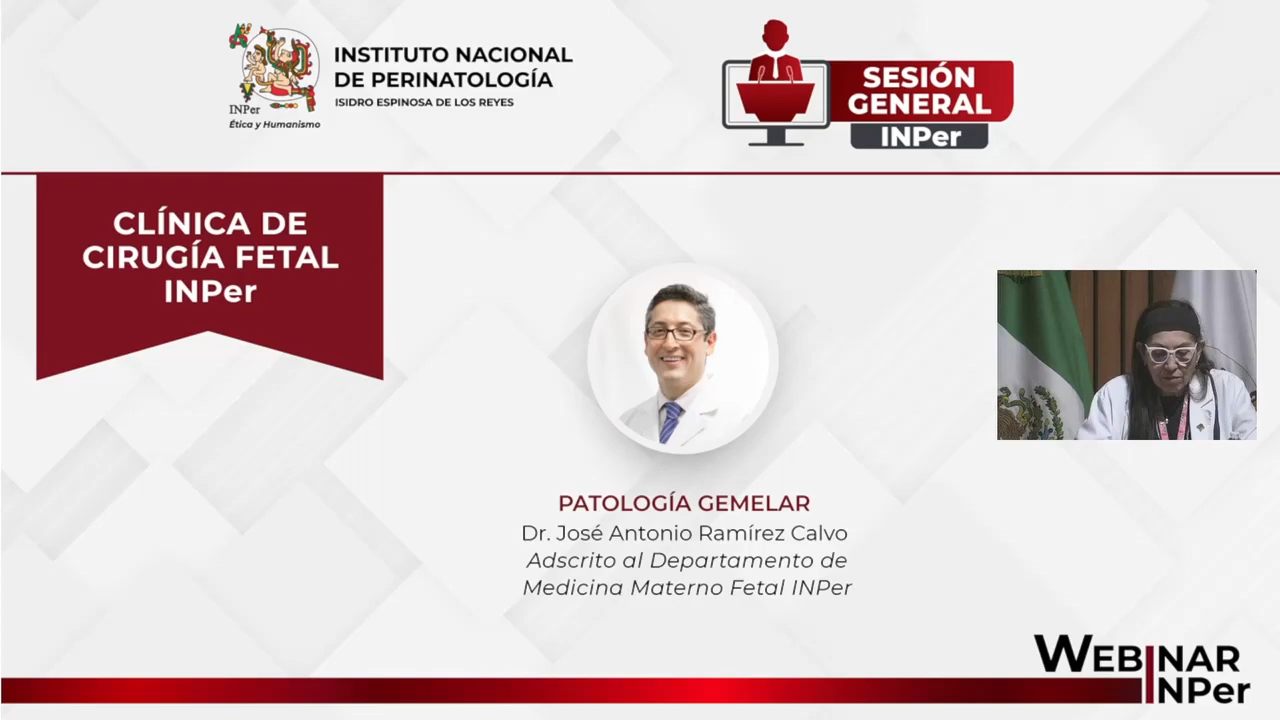 INSTITUTO NACIONAL
DE PERINATOLOGÍA
ISIDRO ESPINOSA DE LOS REYES
INPer
Ética y Humanismo
SESIÓN
GENERAL
INPer
CLÍNICA DE
CIRUGÍA FETAL
INPer
PATOLOGÍA GEMELAR
Dr. José Antonio Ramírez Calvo
Adscrito al Departamento de
Medicina Materno Fetal INPer
WEBINAR
INPer